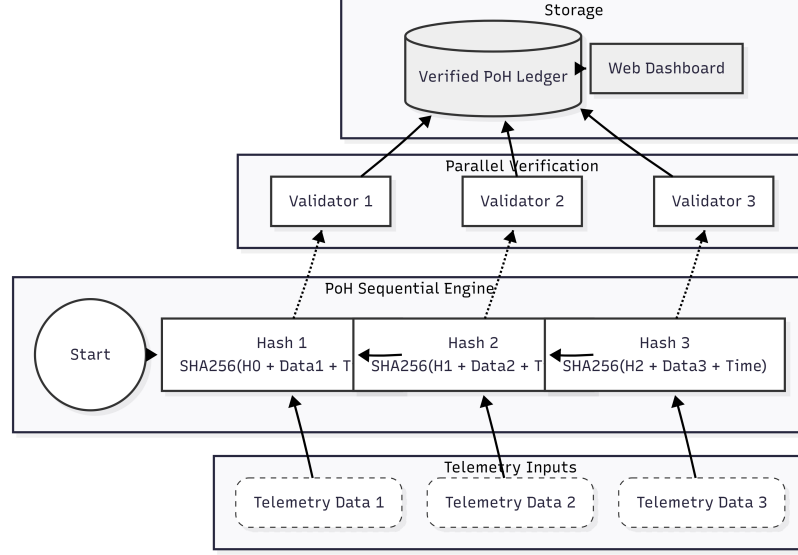 Storage
Verified PoH Ledger
Web Dashboard
Parallel Verification
Validator 1
Validator 2
Validator 3
PoH Sequential Engine
Start
Hash 1
SHA256(H0 + Data1 + T
Hash 2
SHA256(H1 + Data2 + T
Hash 3
SHA256(H2 + Data3 + Time)
Telemetry Inputs
Telemetry Data 1
Telemetry Data 2
Telemetry Data 3